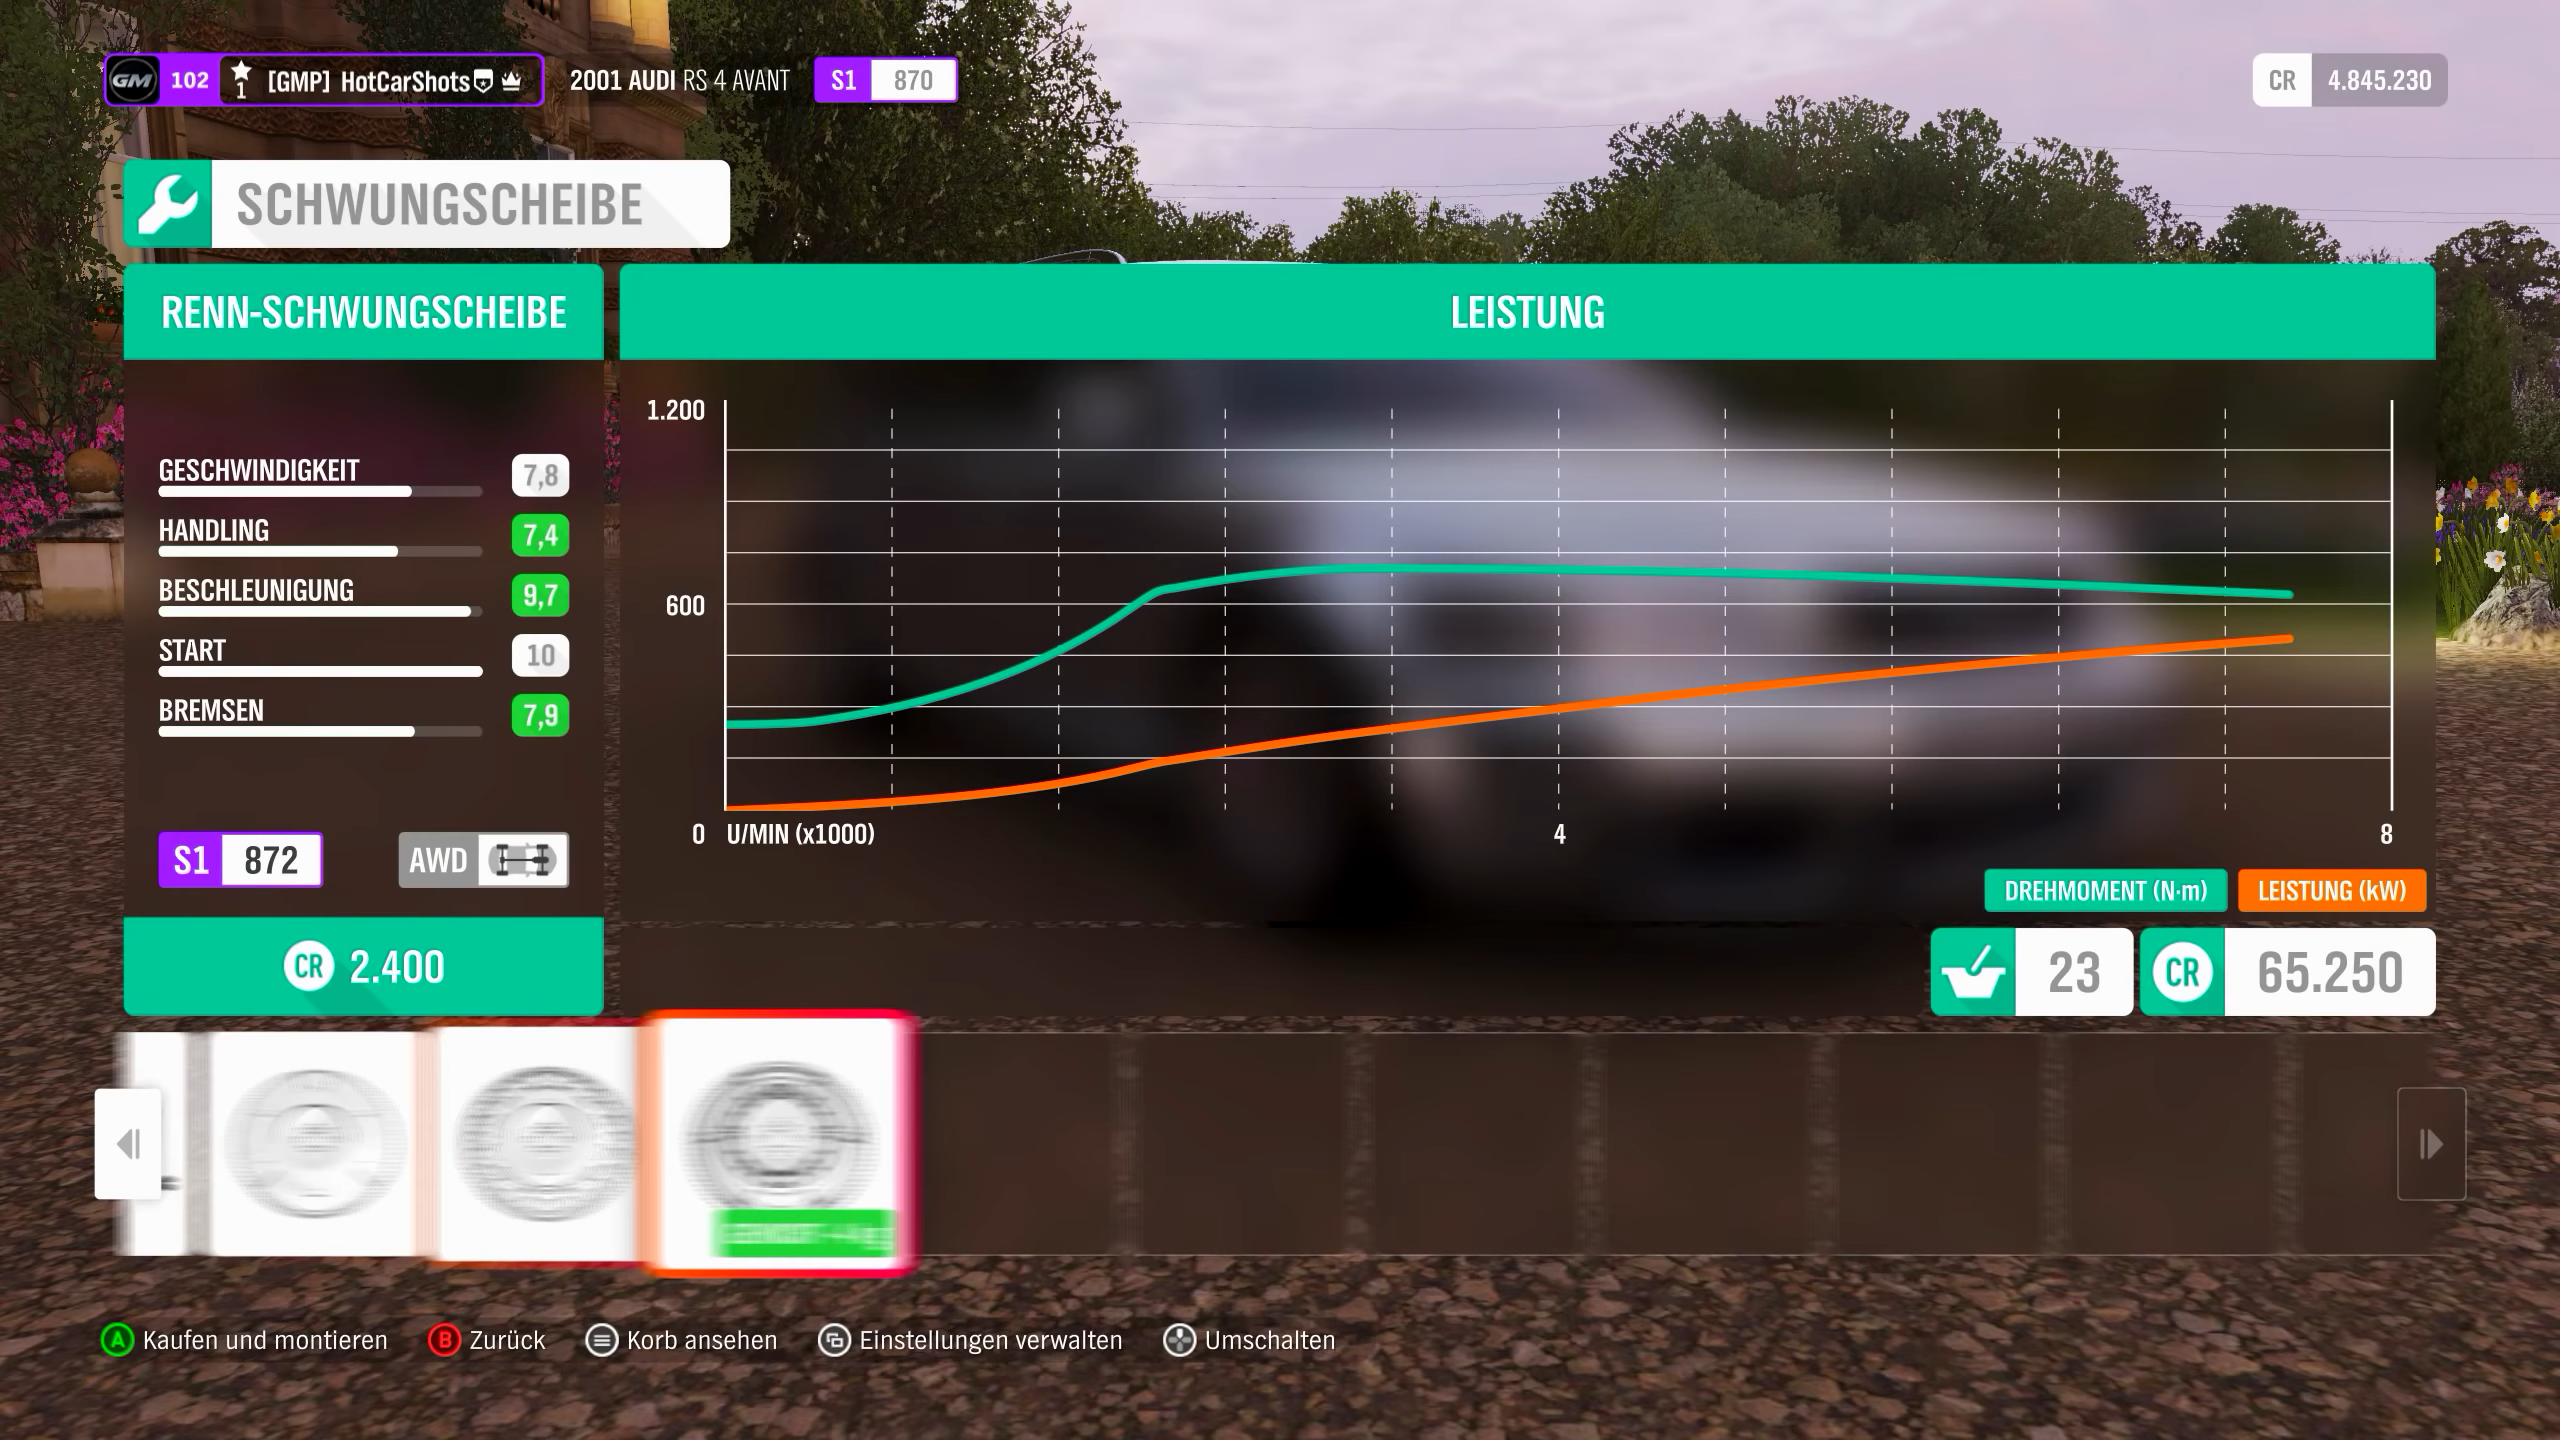 GM 102 1 [GMP] HotCarShots 2001 AUDI RS 4 AVANT S1 870 CR 4.845.230
SCHWUNGSCHEIBE
RENN-SCHWUNGSCHEIBE
GESCHWINDIGKEIT 7,8
HANDLING 7,4
BESCHLEUNIGUNG 9,7
START 10
BREMSEN 7,9
S1 872 AWD
CR 2.400
LEISTUNG
1.200
600
0 U/MIN (x1000) 4 8
DREHMOMENT (N·m) LEISTUNG (kW)
23 CR 65.250
A Kaufen und montieren B Zurück Korb ansehen Einstellungen verwalten Umschalten